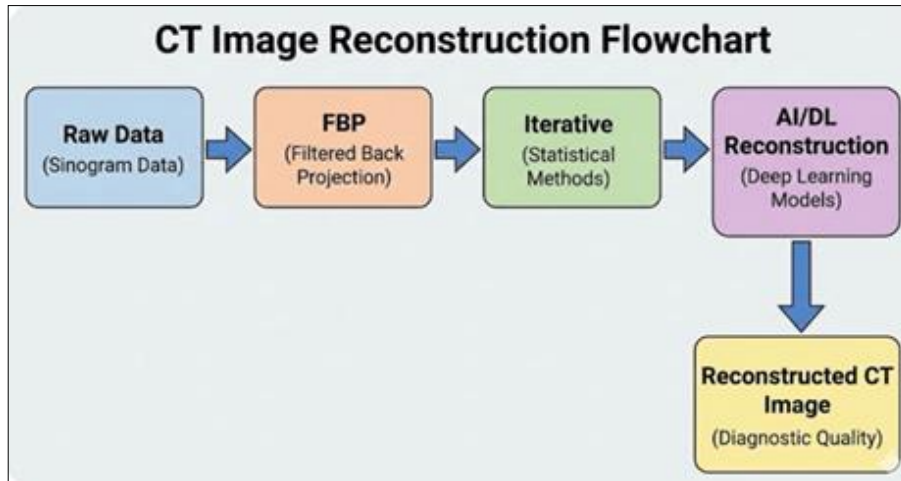 CT Image Reconstruction Flowchart
Raw Data
(Sinogram Data)
FBP
(Filtered Back
Projection)
Iterative
(Statistical
Methods)
AI/DL
Reconstruction
(Deep Learning
Models)
Reconstructed CT
Image
(Diagnostic Quality)